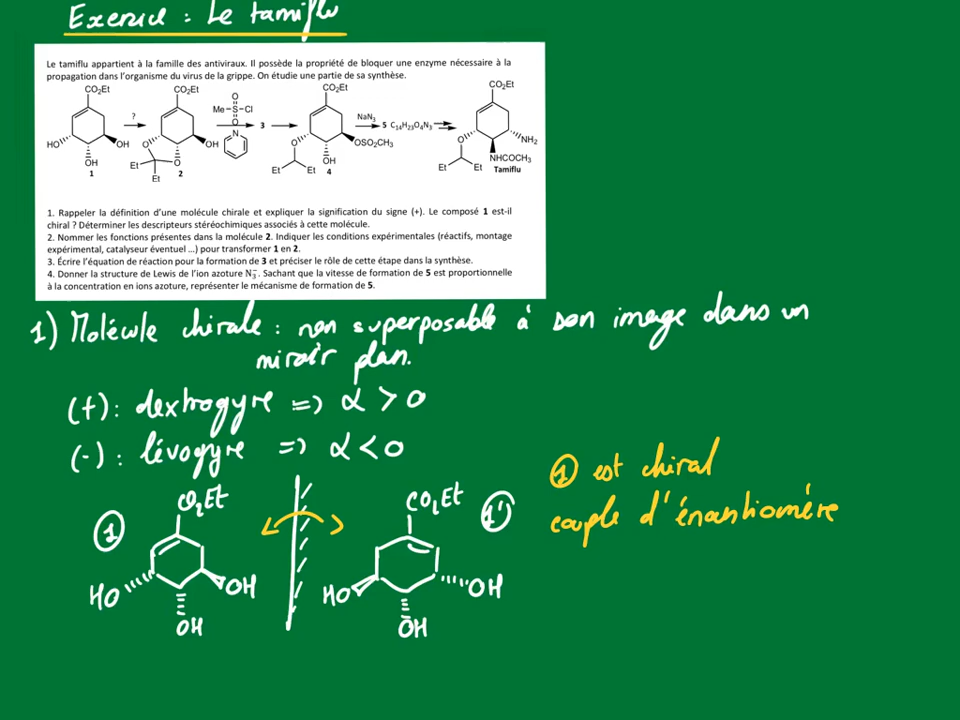 Exercice : Le tamiflu
Le tamiflu appartient à la famille des antiviraux. Il possède la propriété de bloquer une enzyme nécessaire à la
propagation dans l'organisme du virus de la grippe. On étudie une partie de sa synthèse.
CO₂Et CO₂Et CO₂Et CO₂Et
? Me-S-Cl O O N 3 NaN₃ 5 C₁₄H₂₃O₄N₃
HO OH OH 1
O O OH Et Et 2
O OSO₂CH₃ OH Et Et 4
O NH₂ NHCOCH₃ Et Et Tamiflu
1. Rappeler la définition d'une molécule chirale et expliquer la signification du signe (+). Le composé 1 est-il
chiral ? Déterminer les descripteurs stéréochimiques associés à cette molécule.
2. Nommer les fonctions présentes dans la molécule 2. Indiquer les conditions expérimentales (réactifs, montage
expérimental, catalyseur éventuel ...) pour transformer 1 en 2.
3. Écrire l'équation de réaction pour la formation de 3 et préciser le rôle de cette étape dans la synthèse.
4. Donner la structure de Lewis de l'ion azoture N₃⁻. Sachant que la vitesse de formation de 5 est proportionnelle
à la concentration en ions azoture, représenter le mécanisme de formation de 5.
1) Molécule chirale : non superposable à son image dans un
miroir plan.
(+) : dextrogyre => α > 0
(-) : lévogyre => α < 0
① est chiral
couple d'énantiomère
① CO₂Et HO OH OH
①' CO₂Et HO OH OH